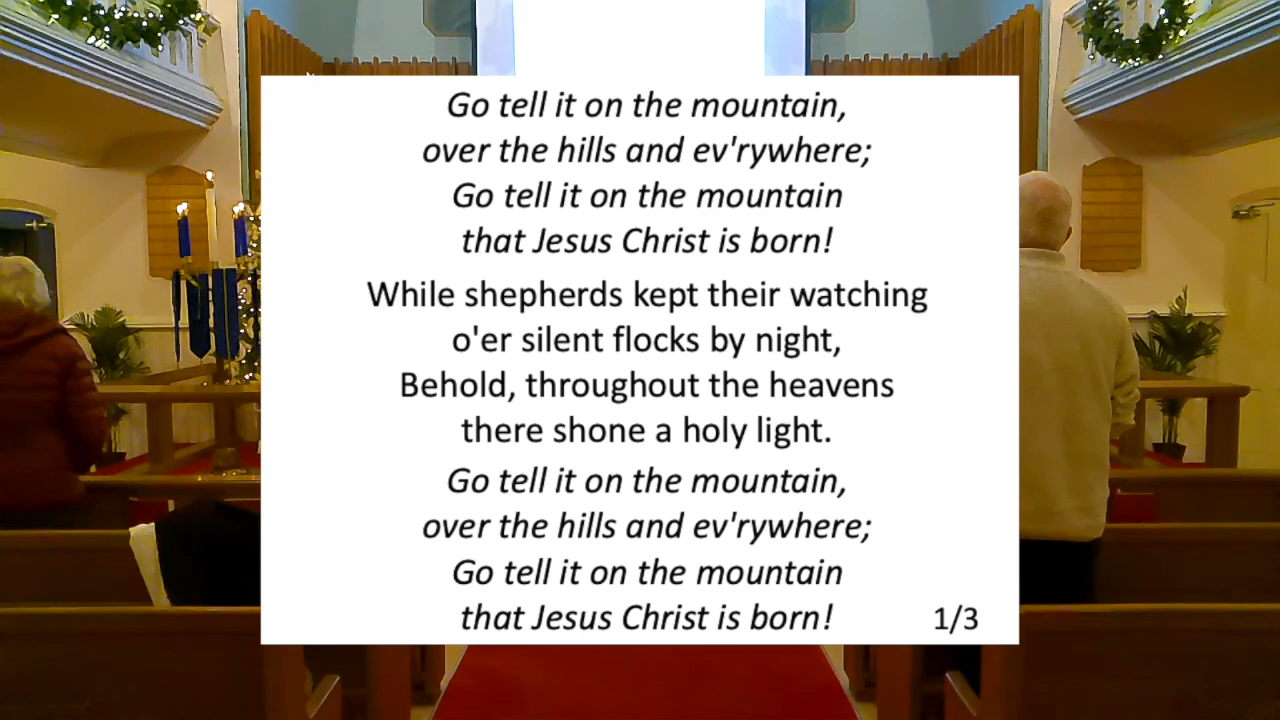 Go tell it on the mountain,
over the hills and ev'rywhere;
Go tell it on the mountain
that Jesus Christ is born!
While shepherds kept their watching
o'er silent flocks by night,
Behold, throughout the heavens
there shone a holy light.
Go tell it on the mountain,
over the hills and ev'rywhere;
Go tell it on the mountain
that Jesus Christ is born!
1/3